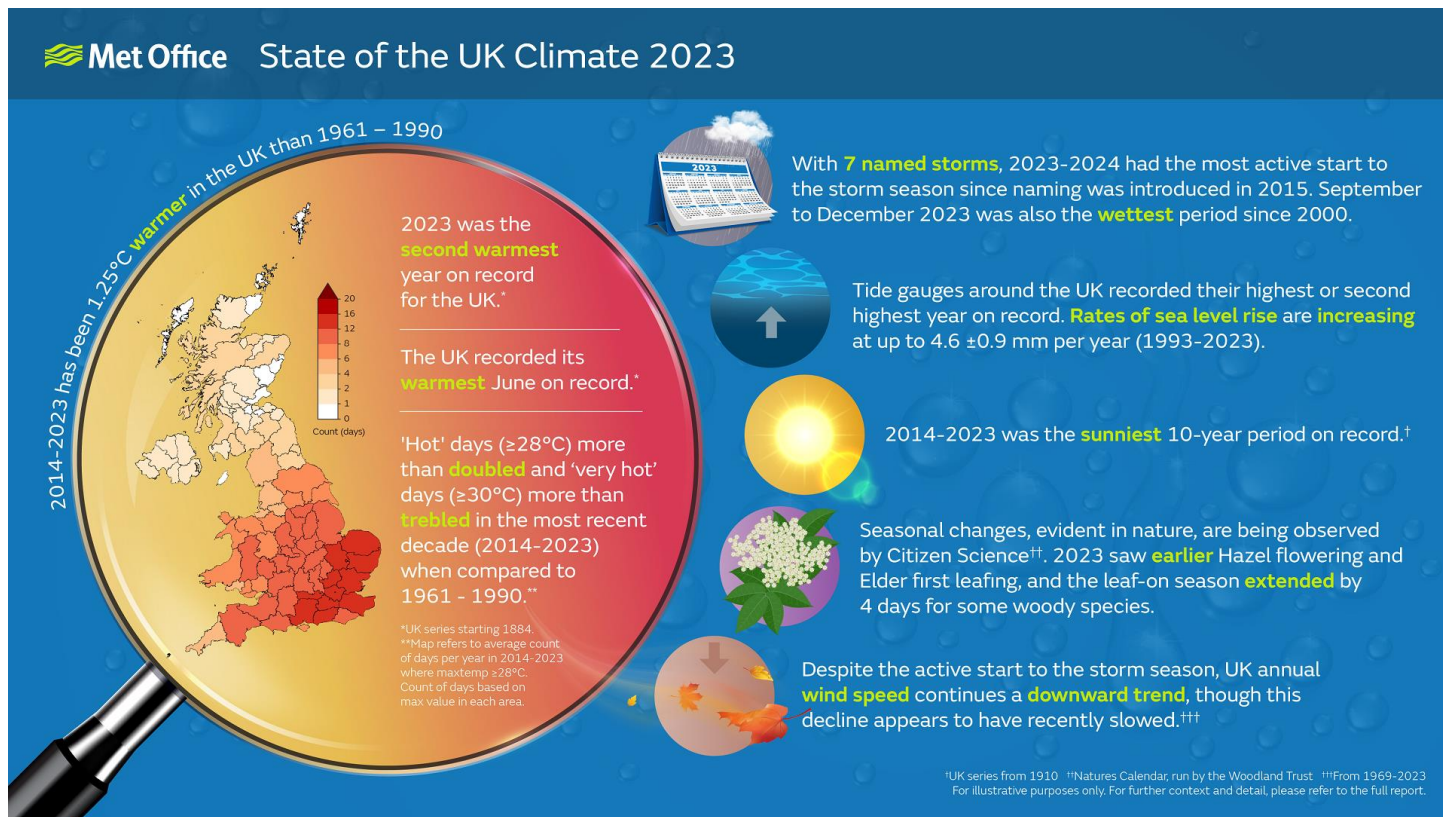 Met Office State of the UK Climate 2023
2014-2023 has been 1.25°C warmer in the UK than 1961 – 1990
2023 was the
second warmest
year on record
for the UK.*
The UK recorded its
warmest June on record.*
'Hot' days (≥28°C) more
than doubled and ‘very hot’
days (≥30°C) more than
trebled in the most recent
decade (2014-2023)
when compared to
1961 - 1990.**
*UK series starting 1884.
**Map refers to average count
of days per year in 2014-2023
where maxtemp ≥28°C.
Count of days based on
max value in each area.
20
16
12
8
6
4
2
1
0
Count (days)
2023
With 7 named storms, 2023-2024 had the most active start to
the storm season since naming was introduced in 2015. September
to December 2023 was also the wettest period since 2000.
Tide gauges around the UK recorded their highest or second
highest year on record. Rates of sea level rise are increasing
at up to 4.6 ±0.9 mm per year (1993-2023).
2014-2023 was the sunniest 10-year period on record.†
Seasonal changes, evident in nature, are being observed
by Citizen Science††. 2023 saw earlier Hazel flowering and
Elder first leafing, and the leaf-on season extended by
4 days for some woody species.
Despite the active start to the storm season, UK annual
wind speed continues a downward trend, though this
decline appears to have recently slowed.†††
†UK series from 1910 ††Natures Calendar, run by the Woodland Trust †††From 1969-2023
For illustrative purposes only. For further context and detail, please refer to the full report.